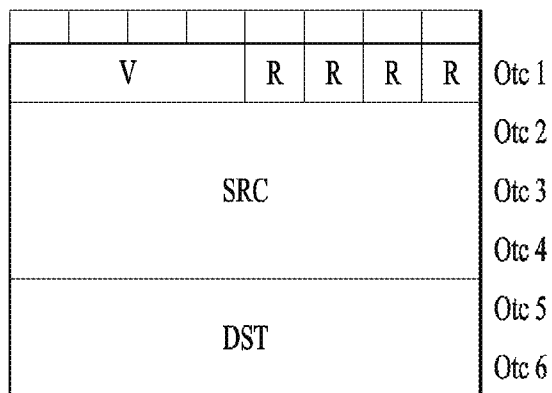 V R R R R Otc 1
Otc 2
SRC Otc 3
Otc 4
Otc 5
DST
Otc 6